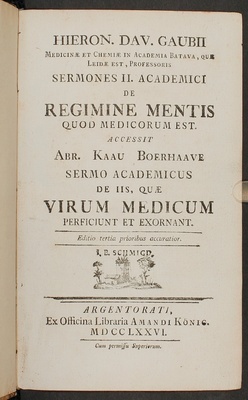 HIERON. DAV. GAUBII
MEDICINÆ ET CHEMIÆ IN ACADEMIA BATAVA, QUÆ
LEIDÆ EST, PROFESSORIS
SERMONES II. ACADEMICI
DE
REGIMINE MENTIS
QUOD MEDICORUM EST.
ACCESSIT
ABR. KAAU BOERHAAVE
SERMO ACADEMICUS
DE IIS, QUÆ
VIRUM MEDICUM
PERFICIUNT ET EXORNANT.
Editio tertia prioribus accuratior.
I. E. SCHMIGD.
ARGENTORATI,
Ex Officina Libraria AMANDI KÖNIG.
MDCCLXXVI.
Cum permissu Superiorum.